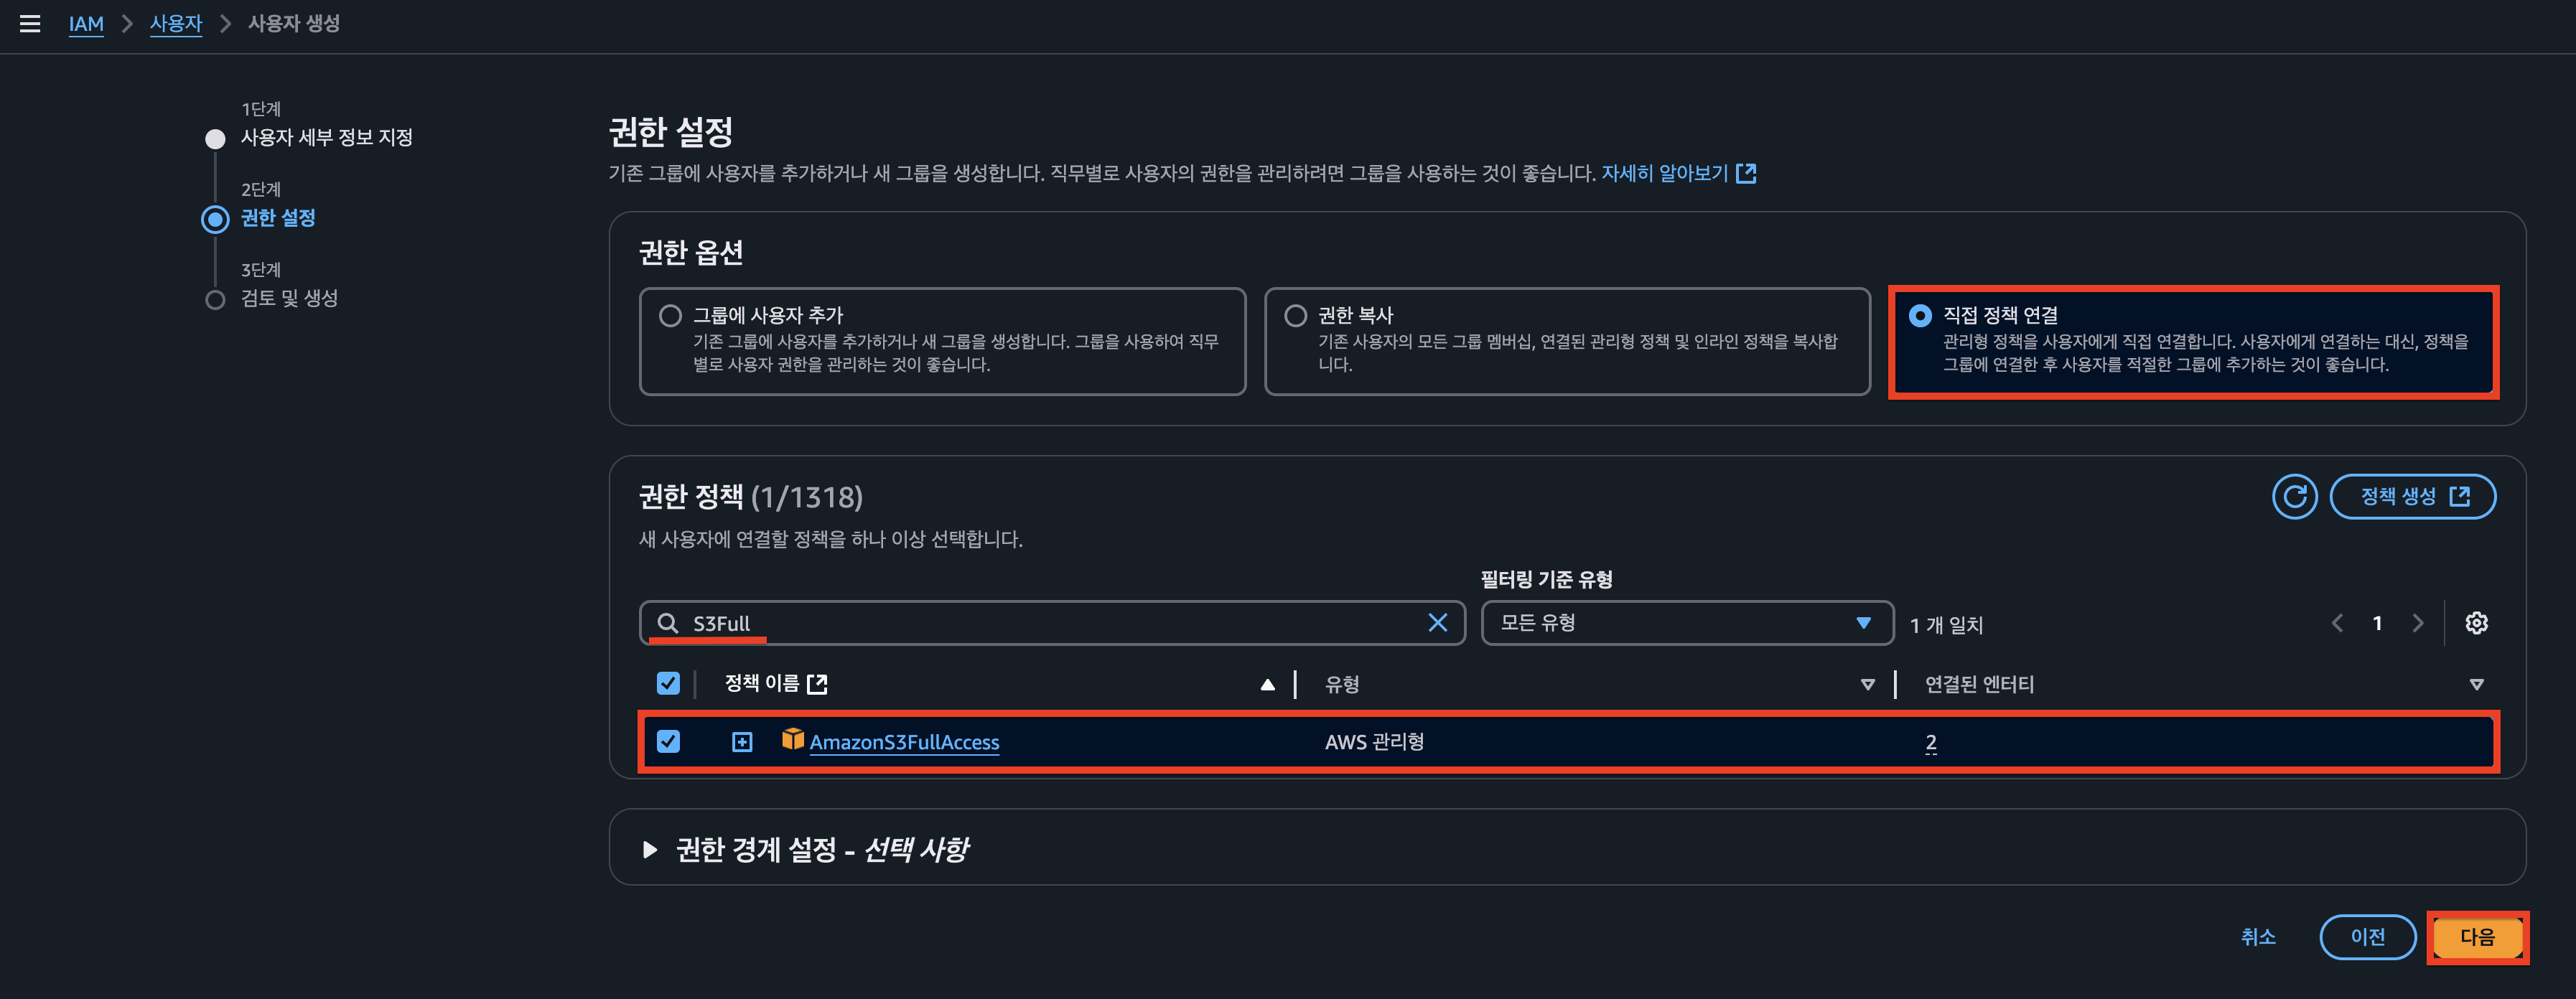 IAM > 사용자 > 사용자 생성
1단계
사용자 세부 정보 지정
2단계
권한 설정
3단계
검토 및 생성
권한 설정
기존 그룹에 사용자를 추가하거나 새 그룹을 생성합니다. 직무별로 사용자의 권한을 관리하려면 그룹을 사용하는 것이 좋습니다. 자세히 알아보기
권한 옵션
그룹에 사용자 추가
기존 그룹에 사용자를 추가하거나 새 그룹을 생성합니다. 그룹을 사용하여 직무
별로 사용자 권한을 관리하는 것이 좋습니다.
권한 복사
기존 사용자의 모든 그룹 멤버십, 연결된 관리형 정책 및 인라인 정책을 복사합
니다.
직접 정책 연결
관리형 정책을 사용자에게 직접 연결합니다. 사용자에게 연결하는 대신, 정책을
그룹에 연결한 후 사용자를 적절한 그룹에 추가하는 것이 좋습니다.
권한 정책 (1/1318)
정책 생성
새 사용자에 연결할 정책을 하나 이상 선택합니다.
필터링 기준 유형
S3Full
모든 유형
1 개 일치
1
정책 이름
유형
연결된 엔터티
AmazonS3FullAccess
AWS 관리형
2
권한 경계 설정 - 선택 사항
취소
이전
다음